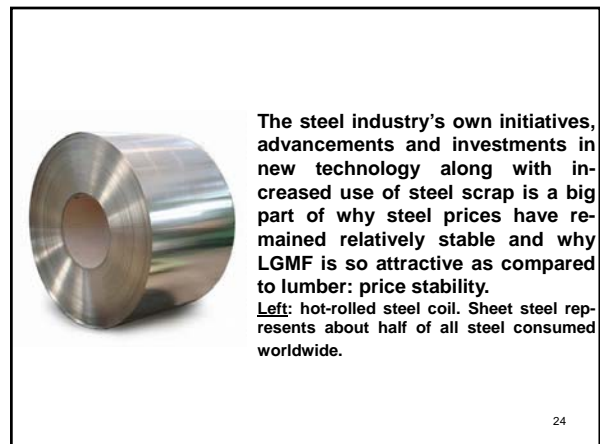 The steel industry’s own initiatives,
advancements and investments in
new technology along with in-
creased use of steel scrap is a big
part of why steel prices have re-
mained relatively stable and why
LGMF is so attractive as compared
to lumber: price stability.
Left: hot-rolled steel coil. Sheet steel rep-
resents about half of all steel consumed
worldwide.
24